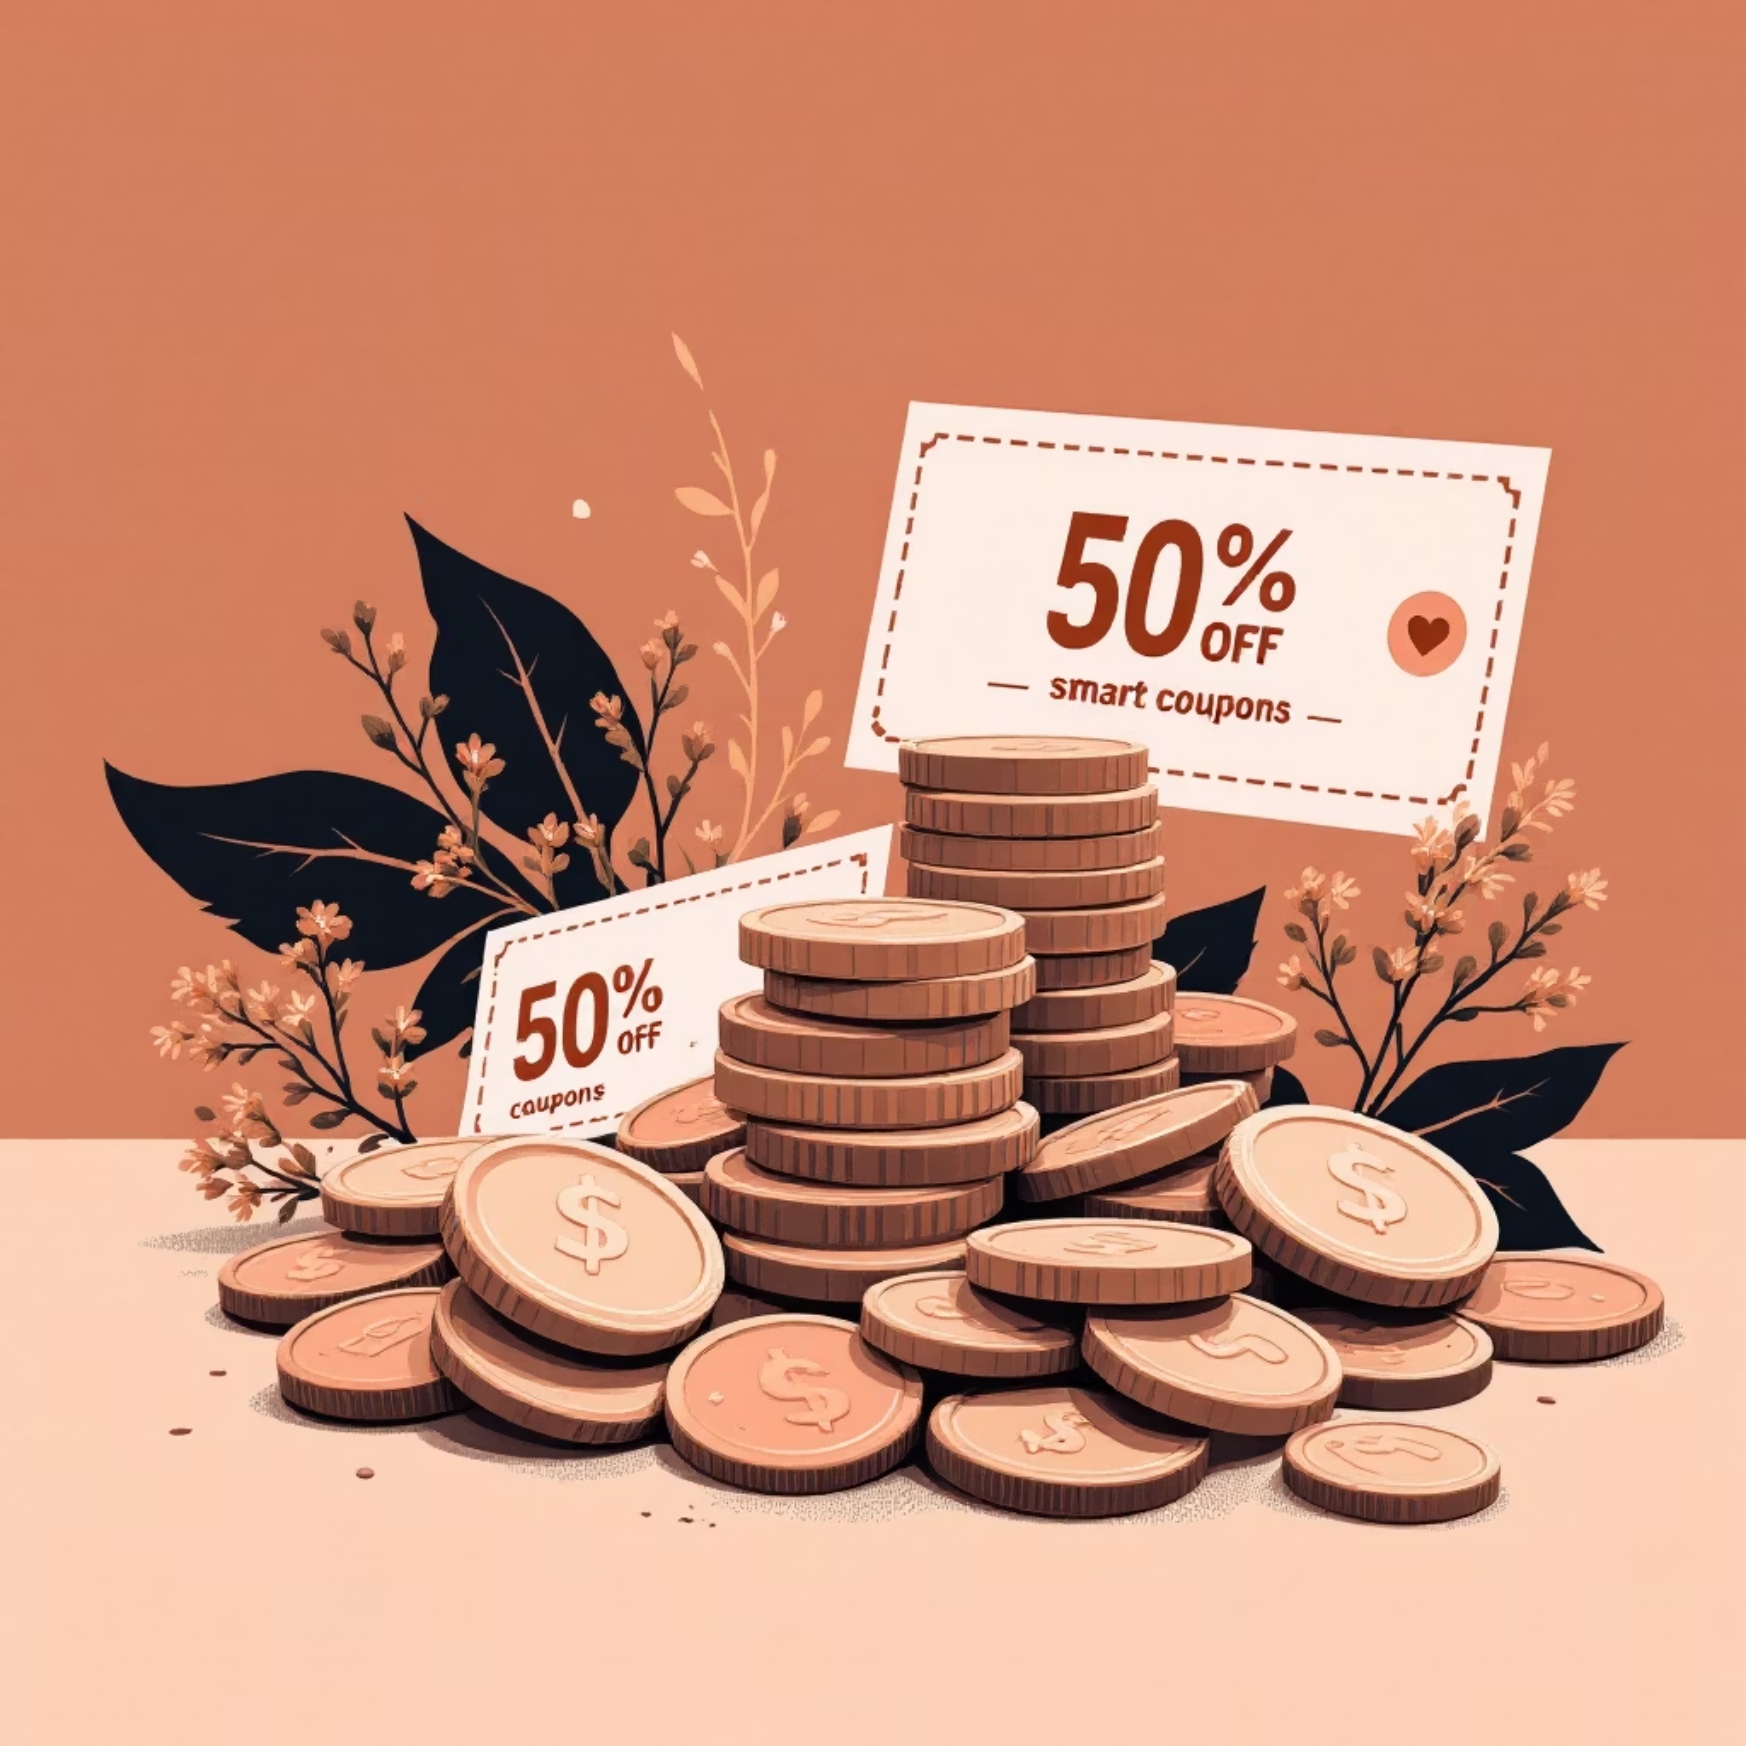 50%
OFF
— smart coupons —
50%
OFF
coupons
$
$
$